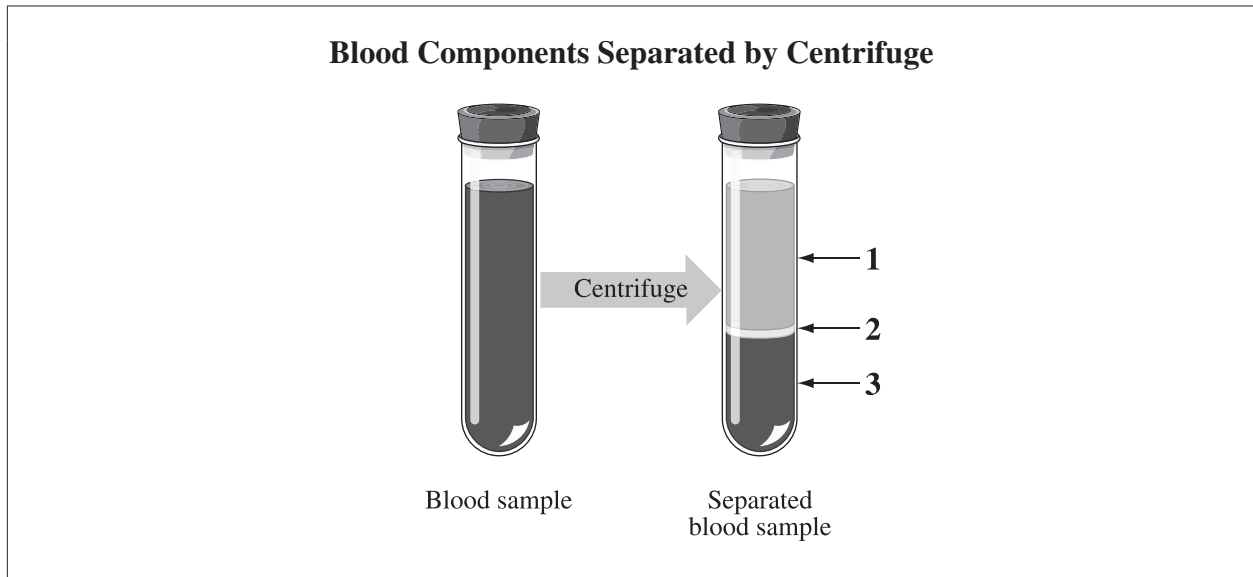 Blood Components Separated by Centrifuge
Centrifuge
1
2
3
Blood sample
Separated
blood sample